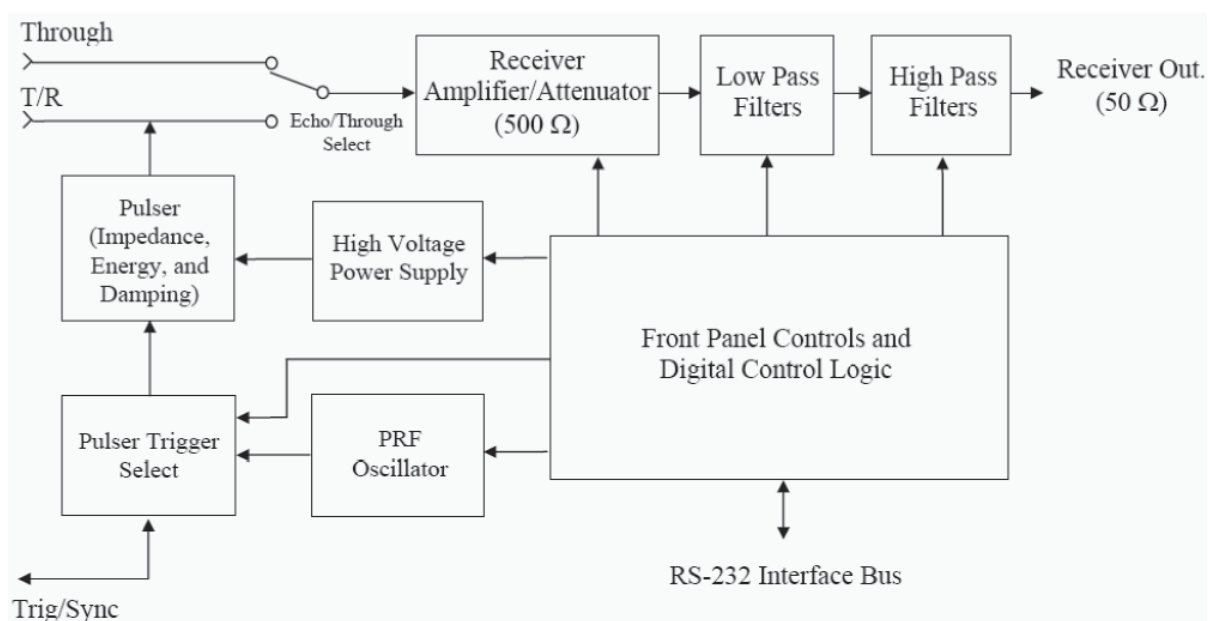 Through
T/R
Echo/Through
Select
Receiver
Amplifier/Attenuator
(500 Ω)
Low Pass
Filters
High Pass
Filters
Receiver Out.
(50 Ω)
Pulser
(Impedance,
Energy, and
Damping)
High Voltage
Power Supply
Front Panel Controls and
Digital Control Logic
Pulser Trigger
Select
PRF
Oscillator
RS-232 Interface Bus
Trig/Sync